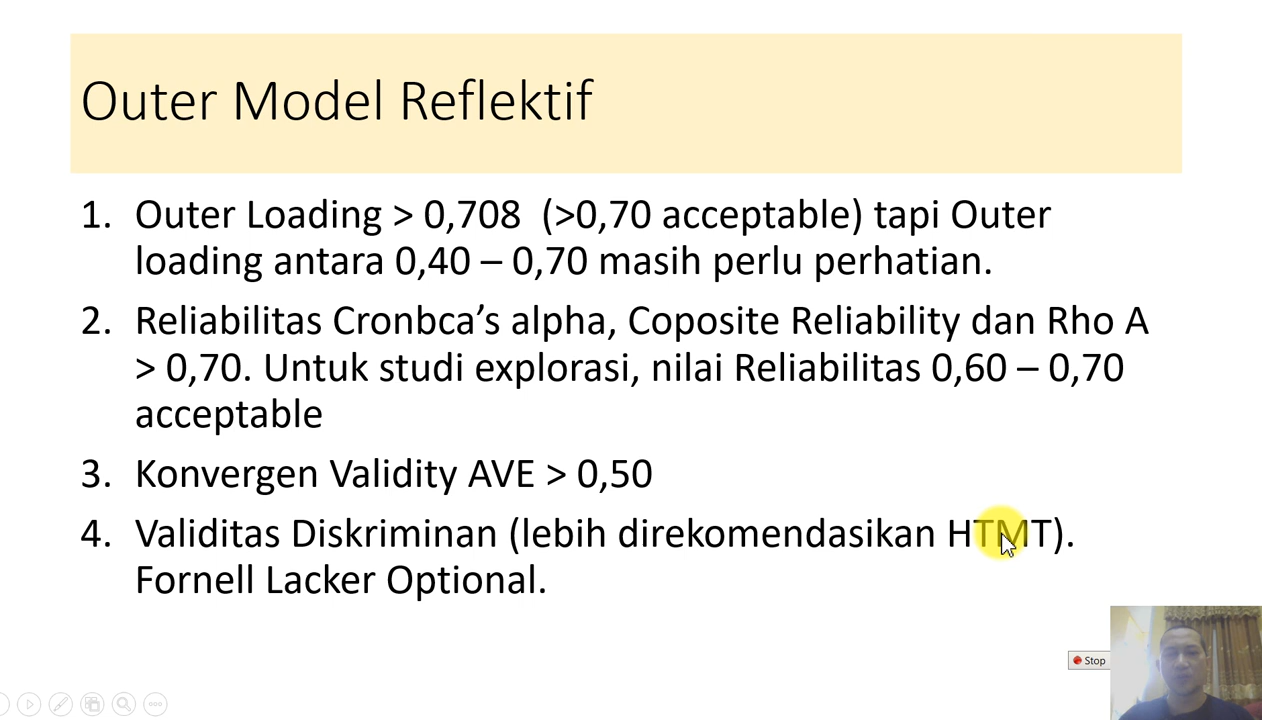 Outer Model Reflektif
1. Outer Loading > 0,708 (>0,70 acceptable) tapi Outer
loading antara 0,40 – 0,70 masih perlu perhatian.
2. Reliabilitas Cronbca’s alpha, Coposite Reliability dan Rho A
> 0,70. Untuk studi explorasi, nilai Reliabilitas 0,60 – 0,70
acceptable
3. Konvergen Validity AVE > 0,50
4. Validitas Diskriminan (lebih direkomendasikan HTMT).
Fornell Lacker Optional.
Stop